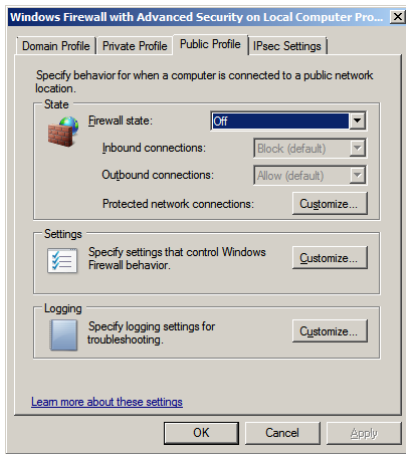 Windows Firewall with Advanced Security on Local Computer Pro...
Domain Profile Private Profile Public Profile IPsec Settings
Specify behavior for when a computer is connected to a public network
location.
State
Firewall state: Off
Inbound connections: Block (default)
Outbound connections: Allow (default)
Protected network connections: Customize...
Settings
Specify settings that control Windows
Firewall behavior.
Customize...
Logging
Specify logging settings for
troubleshooting.
Customize...
Learn more about these settings
OK Cancel Apply